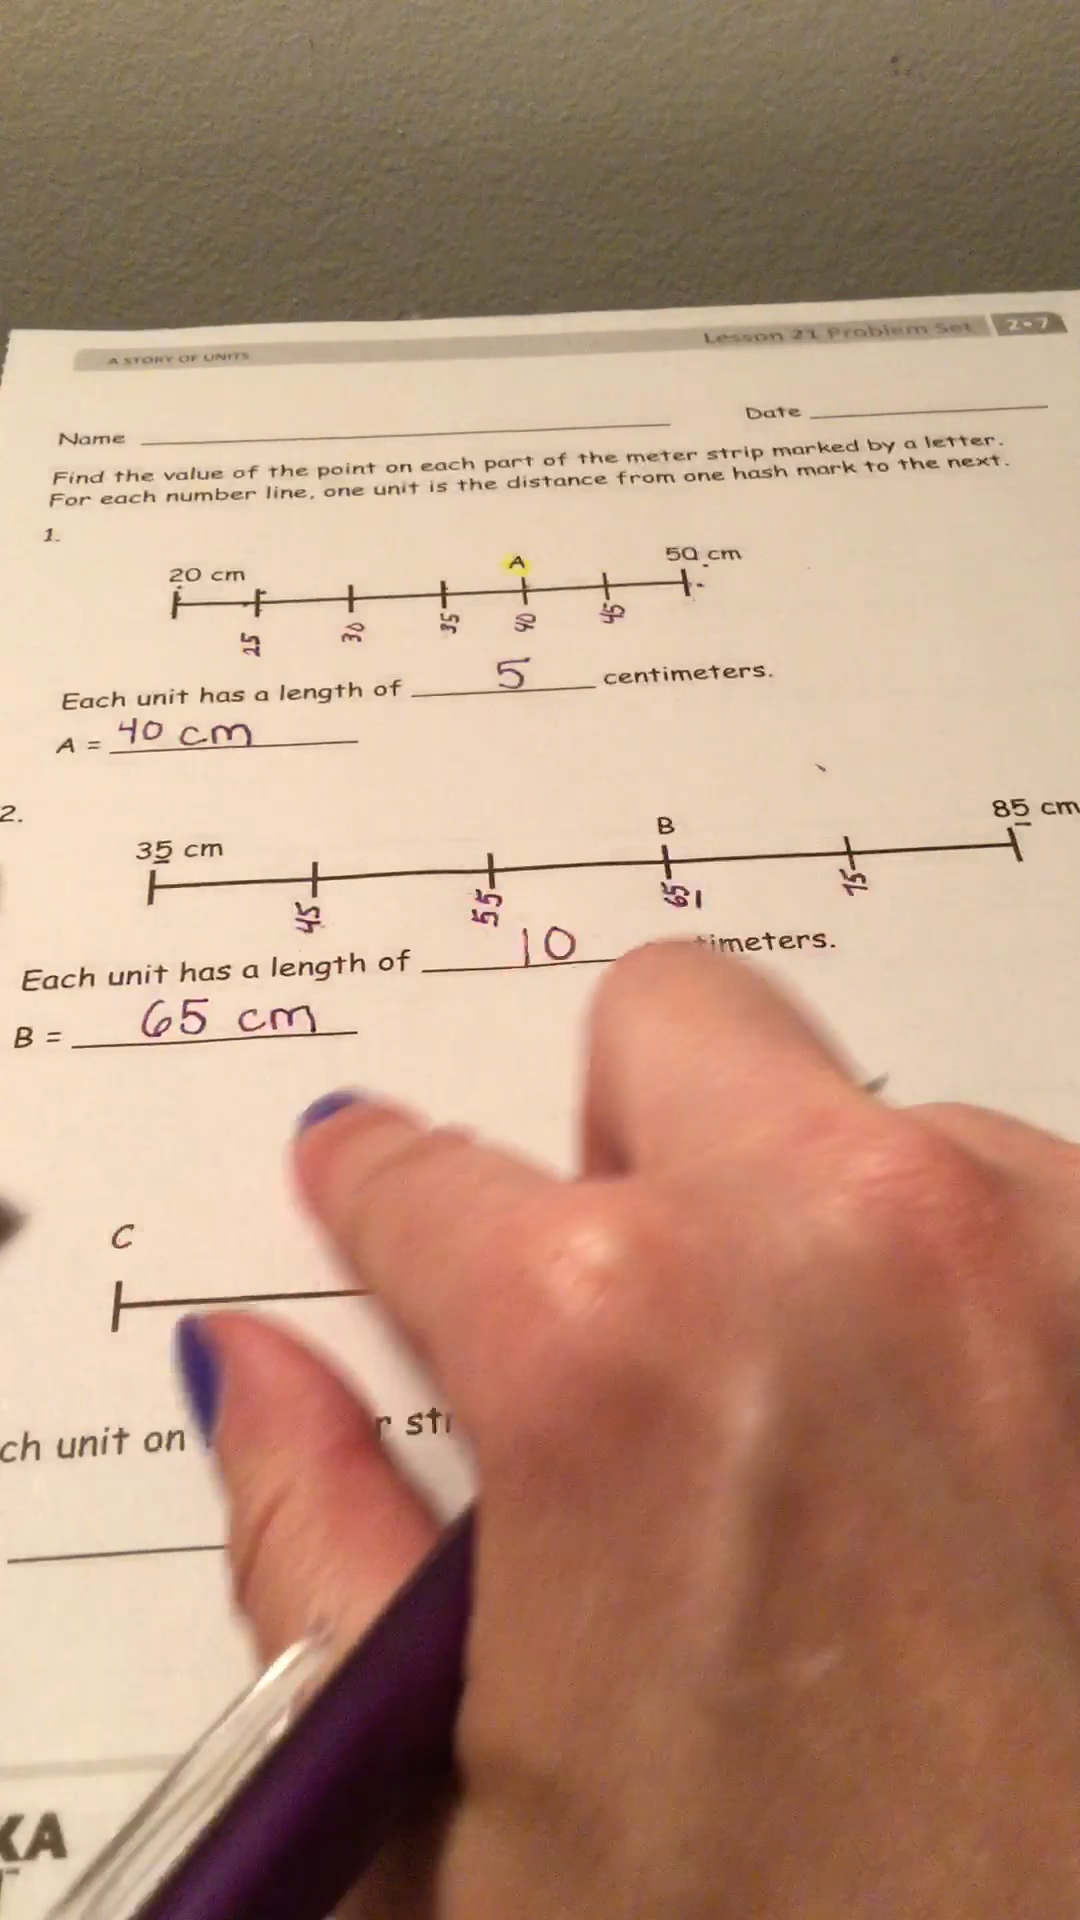 A STORY OF UNITS
Lesson 21 Problem Set 2•7
Name
Date
Find the value of the point on each part of the meter strip marked by a letter.
For each number line, one unit is the distance from one hash mark to the next.
1.
20 cm A 50 cm
25 30 35 40 45
Each unit has a length of 5 centimeters.
A = 40 cm
2.
35 cm B 85 cm
45 55 65 75
Each unit has a length of 10 timeters.
B = 65 cm
C
ch unit on r str
KA